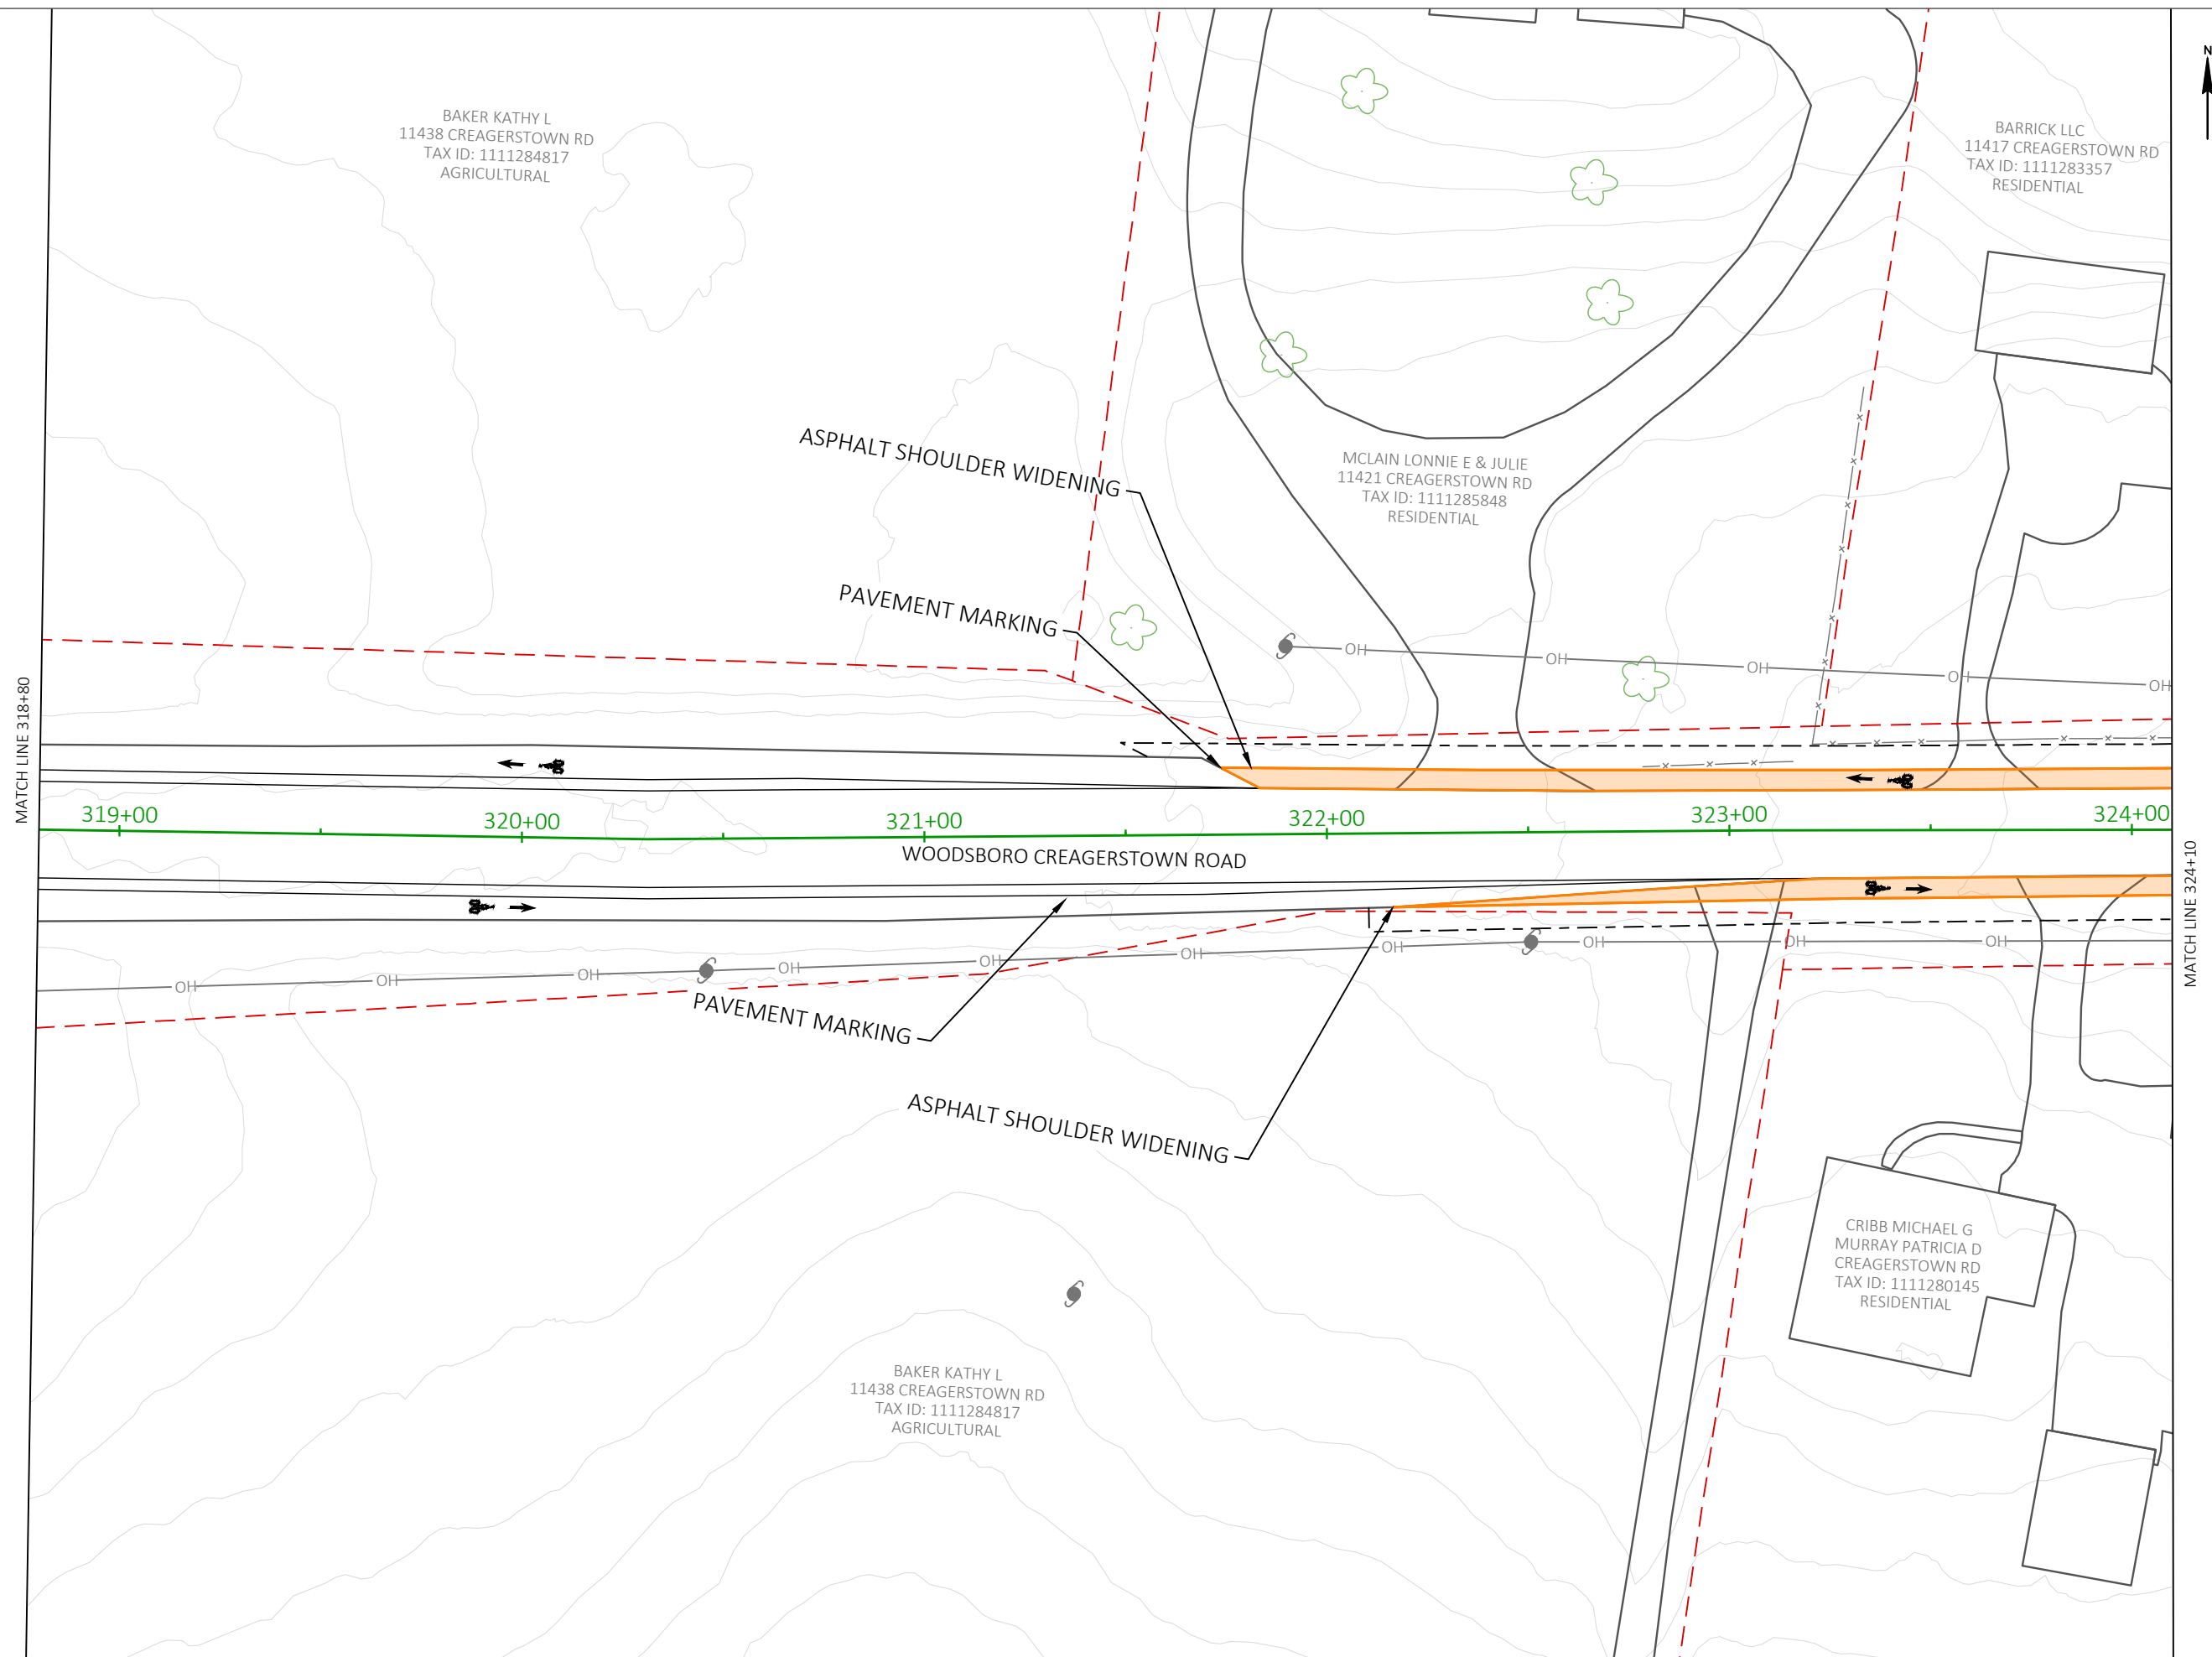 N
BAKER KATHY L
11438 CREAGERSTOWN RD
TAX ID: 1111284817
AGRICULTURAL
BARRICK LLC
11417 CREAGERSTOWN RD
TAX ID: 1111283357
RESIDENTIAL
ASPHALT SHOULDER WIDENING
MCLAIN LONNIE E & JULIE
11421 CREAGERSTOWN RD
TAX ID: 1111285848
RESIDENTIAL
PAVEMENT MARKING
OH
OH
OH
OH
OH
MATCH LINE 318+80
319+00
320+00
321+00
322+00
323+00
324+00
WOODSBORO CREAGERSTOWN ROAD
MATCH LINE 324+10
OH
OH
OH
OH
OH
OH
OH
OH
OH
OH
PAVEMENT MARKING
ASPHALT SHOULDER WIDENING
CRIBB MICHAEL G
MURRAY PATRICIA D
CREAGERSTOWN RD
TAX ID: 1111280145
RESIDENTIAL
BAKER KATHY L
11438 CREAGERSTOWN RD
TAX ID: 1111284817
AGRICULTURAL